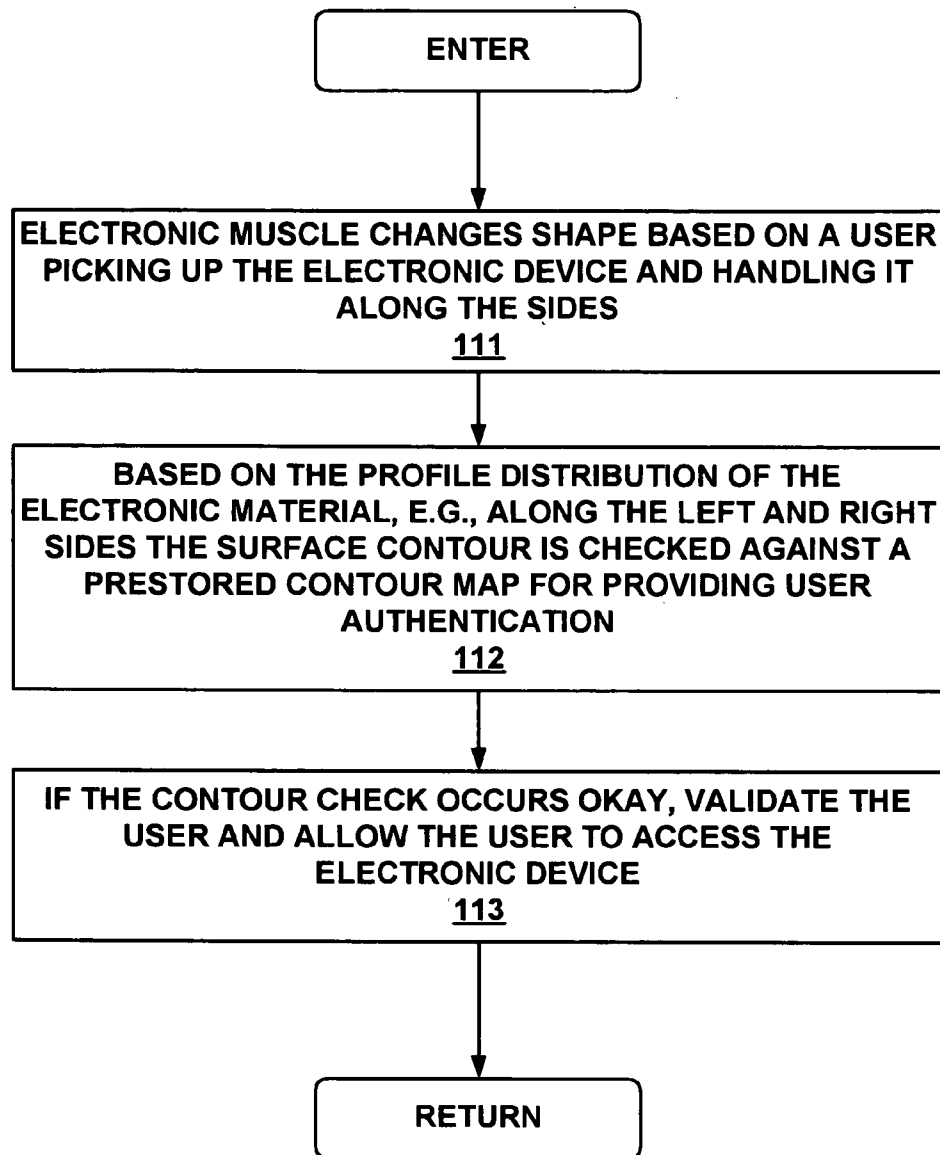 ENTER
ELECTRONIC MUSCLE CHANGES SHAPE BASED ON A USER
PICKING UP THE ELECTRONIC DEVICE AND HANDLING IT
ALONG THE SIDES
111
BASED ON THE PROFILE DISTRIBUTION OF THE
ELECTRONIC MATERIAL, E.G., ALONG THE LEFT AND RIGHT
SIDES THE SURFACE CONTOUR IS CHECKED AGAINST A
PRESTORED CONTOUR MAP FOR PROVIDING USER
AUTHENTICATION
112
IF THE CONTOUR CHECK OCCURS OKAY, VALIDATE THE
USER AND ALLOW THE USER TO ACCESS THE
ELECTRONIC DEVICE
113
RETURN